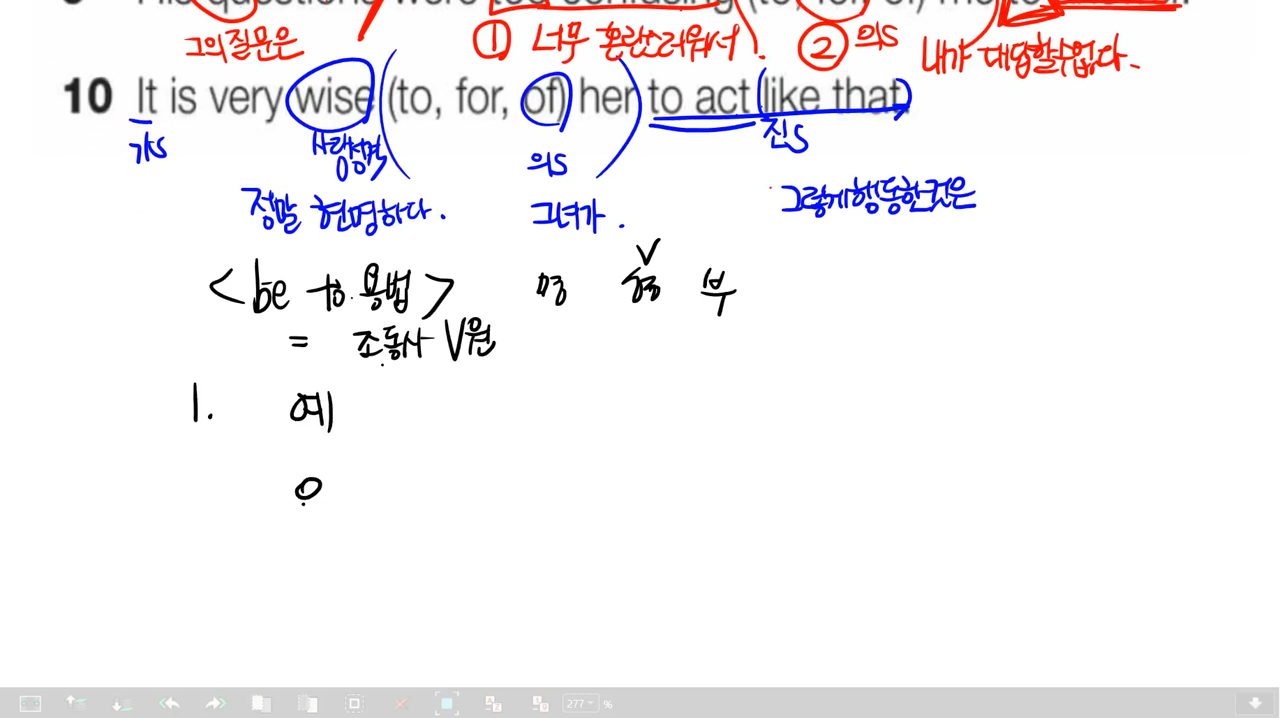 그의질문은 ① 너무 혼란스러워서 ② 의S 내가 대답할수없다.
10 It is very wise (to, for, of) her to act like that.
가S 사람성격 의S 진S
정말 현명하다. 그녀가. 그렇게행동한것은
<be to 용법> 명 형 부
= 조동사 V원
1. 예